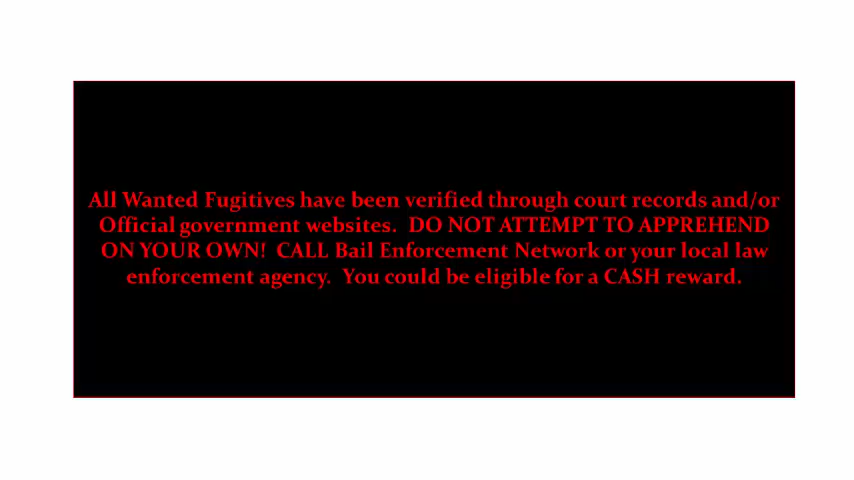 All Wanted Fugitives have been verified through court records and/or
Official government websites.  DO NOT ATTEMPT TO APPREHEND
ON YOUR OWN!  CALL Bail Enforcement Network or your local law
enforcement agency.  You could be eligible for a CASH reward.